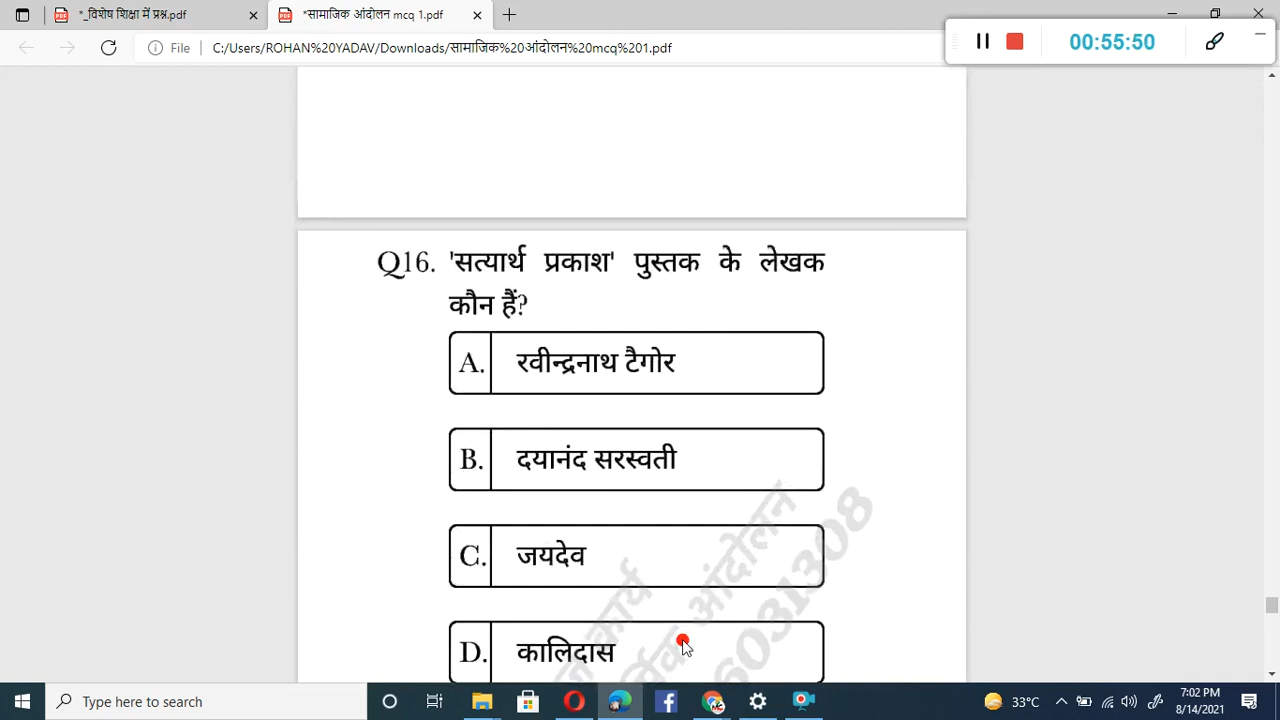 *_विशेष शिक्षा में प्रश्न.pdf
*सामाजिक आंदोलन mcq 1.pdf
File
C:/Users/ROHAN%20YADAV/Downloads/सामाजिक%20आंदोलन%20mcq%201.pdf
00:55:50
Q16. 'सत्यार्थ प्रकाश' पुस्तक के लेखक
कौन हैं?
A. रवीन्द्रनाथ टैगोर
B. दयानंद सरस्वती
C. जयदेव
D. कालिदास
कार्य
आंदोलन
6031308
Type here to search
33°C
7:02 PM
8/14/2021